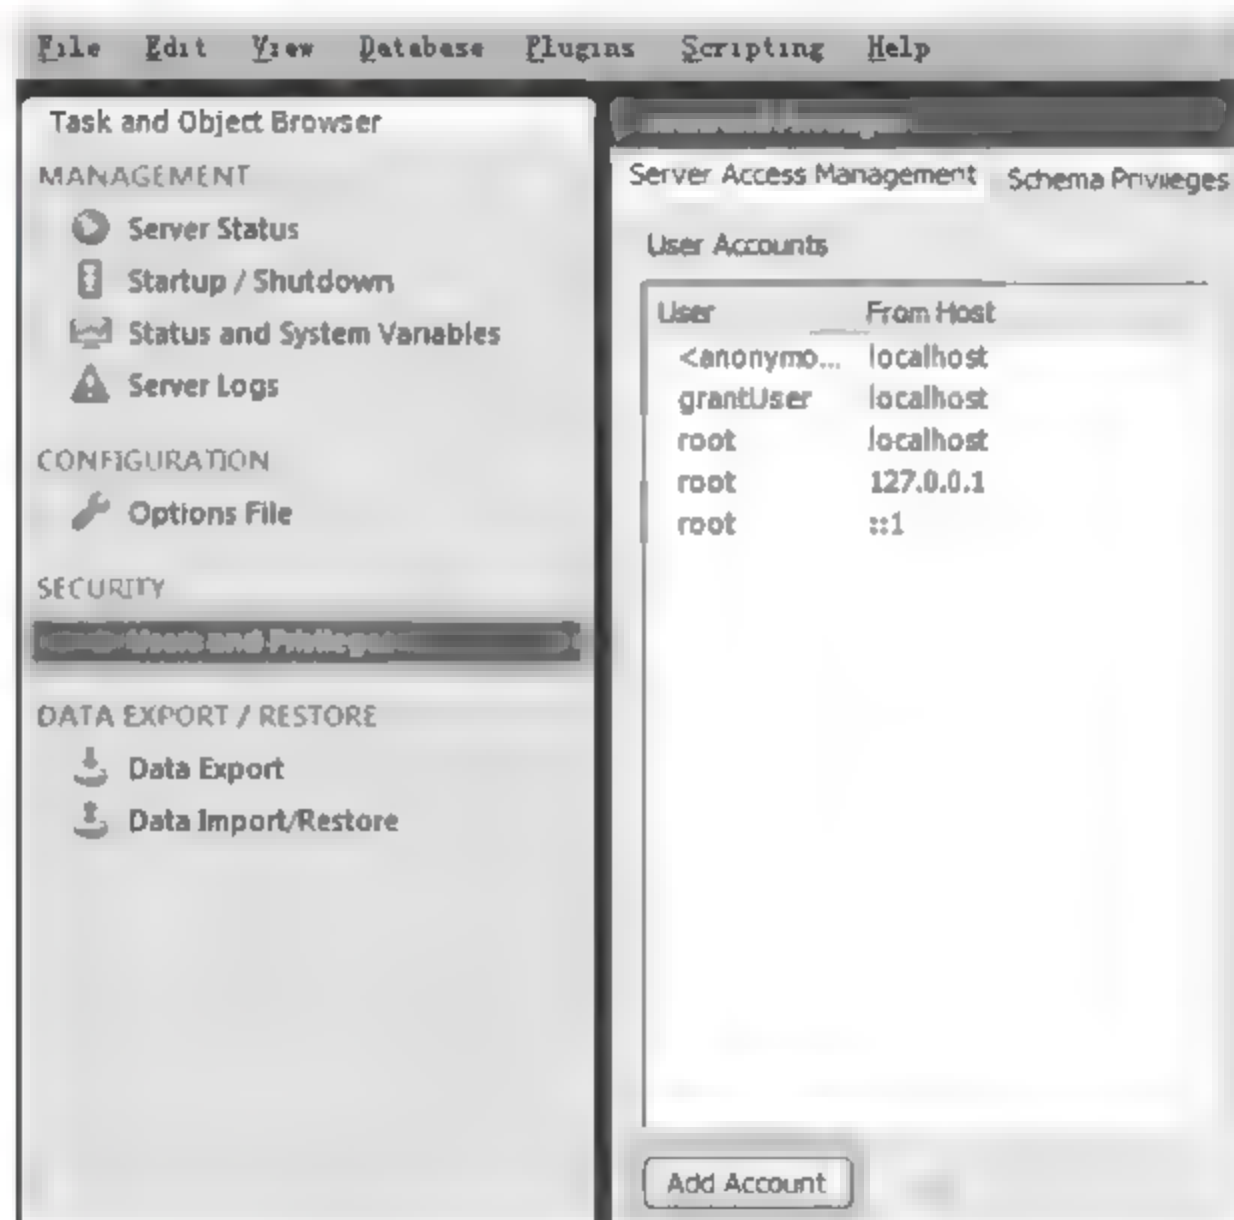 File Edit View Database Plugins Scripting Help
Task and Object Browser
MANAGEMENT
Server Status
Startup / Shutdown
Status and System Variables
Server Logs
CONFIGURATION
Options File
SECURITY
Users and Privileges
DATA EXPORT / RESTORE
Data Export
Data Import/Restore
Server Access Management Schema Privileges
User Accounts
User From Host
<anonymo... localhost
grantUser localhost
root localhost
root 127.0.0.1
root ::1
Add Account